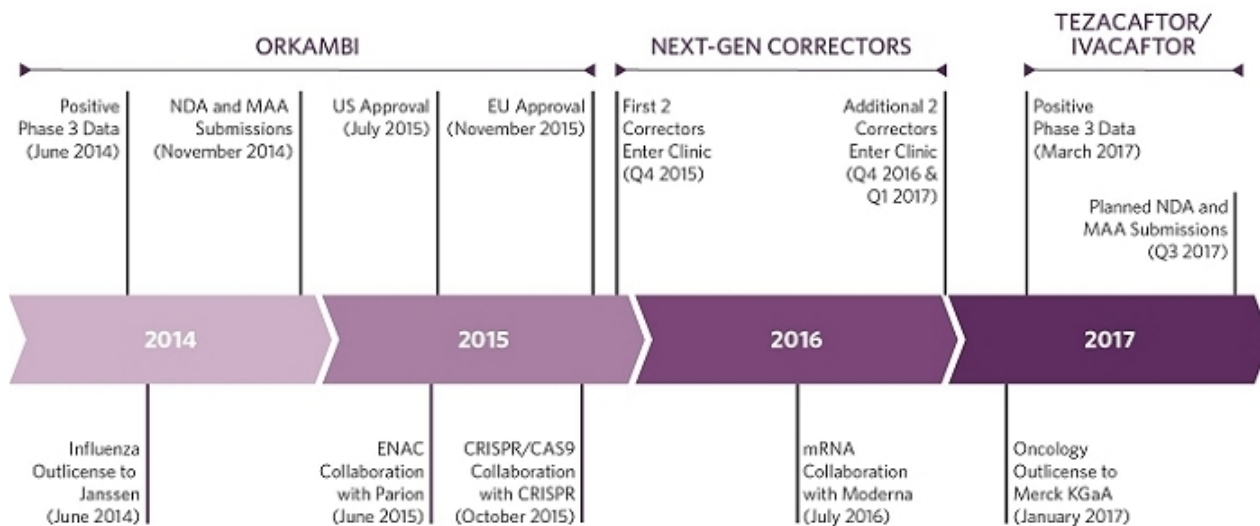 ORKAMBI
NEXT-GEN CORRECTORS
TEZACAFTOR/
IVACAFTOR
Positive
Phase 3 Data
(June 2014)
NDA and MAA
Submissions
(November 2014)
US Approval
(July 2015)
EU Approval
(November 2015)
First 2
Correctors
Enter Clinic
(Q4 2015)
Additional 2
Correctors
Enter Clinic
(Q4 2016 &
Q1 2017)
Positive
Phase 3 Data
(March 2017)
Planned NDA and
MAA Submissions
(Q3 2017)
2014
2015
2016
2017
Influenza
Outlicense to
Janssen
(June 2014)
ENAC
Collaboration
with Parion
(June 2015)
CRISPR/CAS9
Collaboration
with CRISPR
(October 2015)
mRNA
Collaboration
with Moderna
(July 2016)
Oncology
Outlicense to
Merck KGaA
(January 2017)